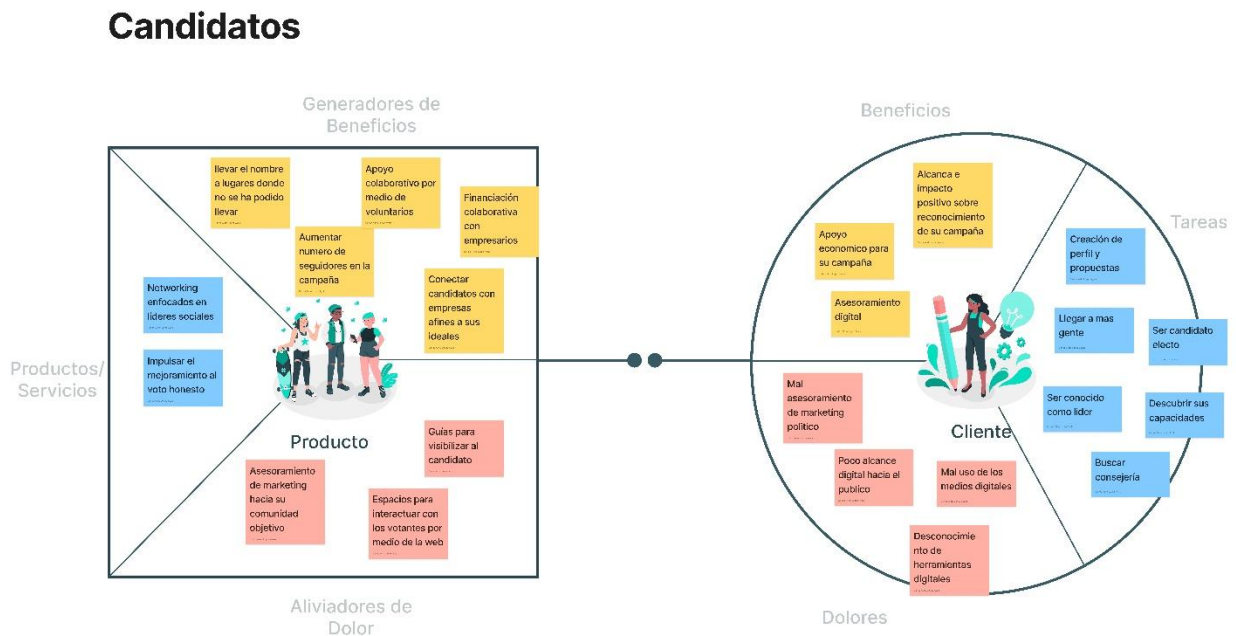 Candidatos
Generadores de
Beneficios
llevar el nombre
a lugares donde
no se ha podido
llevar
Apoyo
colaborativo por
medio de
voluntarios
Financiación
colaborativa
con
empresarios
Aumentar
numero de
seguidores en la
campaña
Conectar
candidatos con
empresas
afines a sus
ideales
Networking
enfocados en
lideres sociales
Impulsar el
mejoramiento al
voto honesto
Productos/
Servicios
Producto
Guías para
visibilizar al
candidato
Asesoramiento
de marketing
hacia su
comunidad
objetivo
Espacios para
interactuar con
los votantes por
medio de la web
Aliviadores de
Dolor
Beneficios
Alcance e
impacto
positivo sobre
reconocimiento
de su campaña
Apoyo
economico para
su campaña
Asesoramiento
digital
Tareas
Creación de
perfil y
propuestas
Llegar a mas
gente
Ser candidato
electo
Ser conocido
como lider
Descubrir sus
capacidades
Buscar
consejería
Cliente
Mal
asesoramiento
de marketing
politico
Poco alcance
digital hacia el
publico
Mal uso de los
medios digitales
Desconocimie
nto de
herramientas
digitales
Dolores